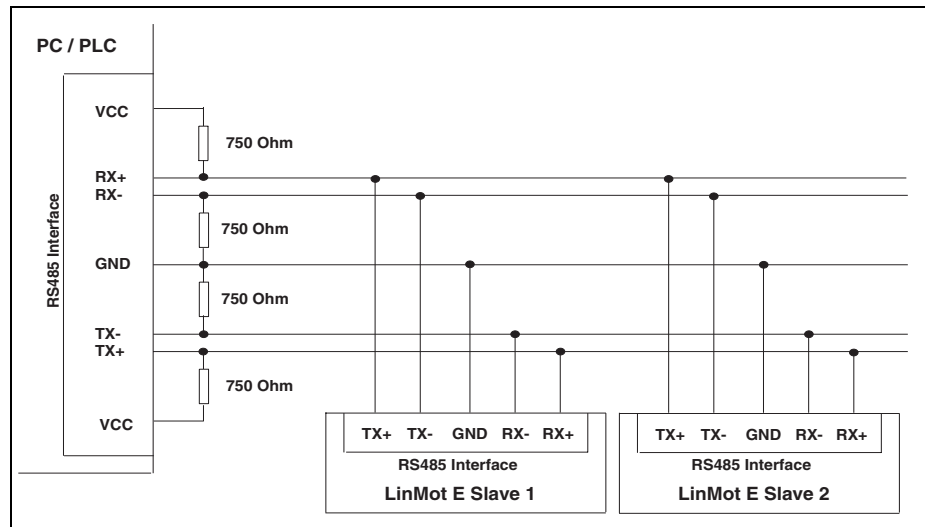 PC / PLC
RS485 Interface
VCC
750 Ohm
RX+
RX-
750 Ohm
GND
750 Ohm
TX-
TX+
750 Ohm
VCC
TX+ TX- GND RX- RX+
RS485 Interface
LinMot E Slave 1
TX+ TX- GND RX- RX+
RS485 Interface
LinMot E Slave 2